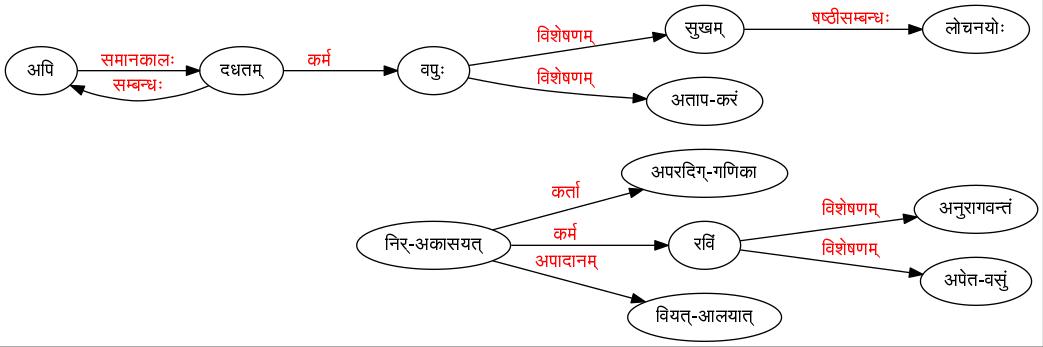 सुखम् षष्ठीसम्बन्धः लोचनयोः
विशेषणम्
अपि समानकालः दधतम् कर्म वपुः
सम्बन्धः
विशेषणम्
अताप-करं
अपरदिग्-गणिका
कर्ता
निर्-अकासयत् कर्म रविं
विशेषणम् अनुरागवन्तं
विशेषणम् अपेत-वसुं
अपादानम्
वियत्-आलयात्